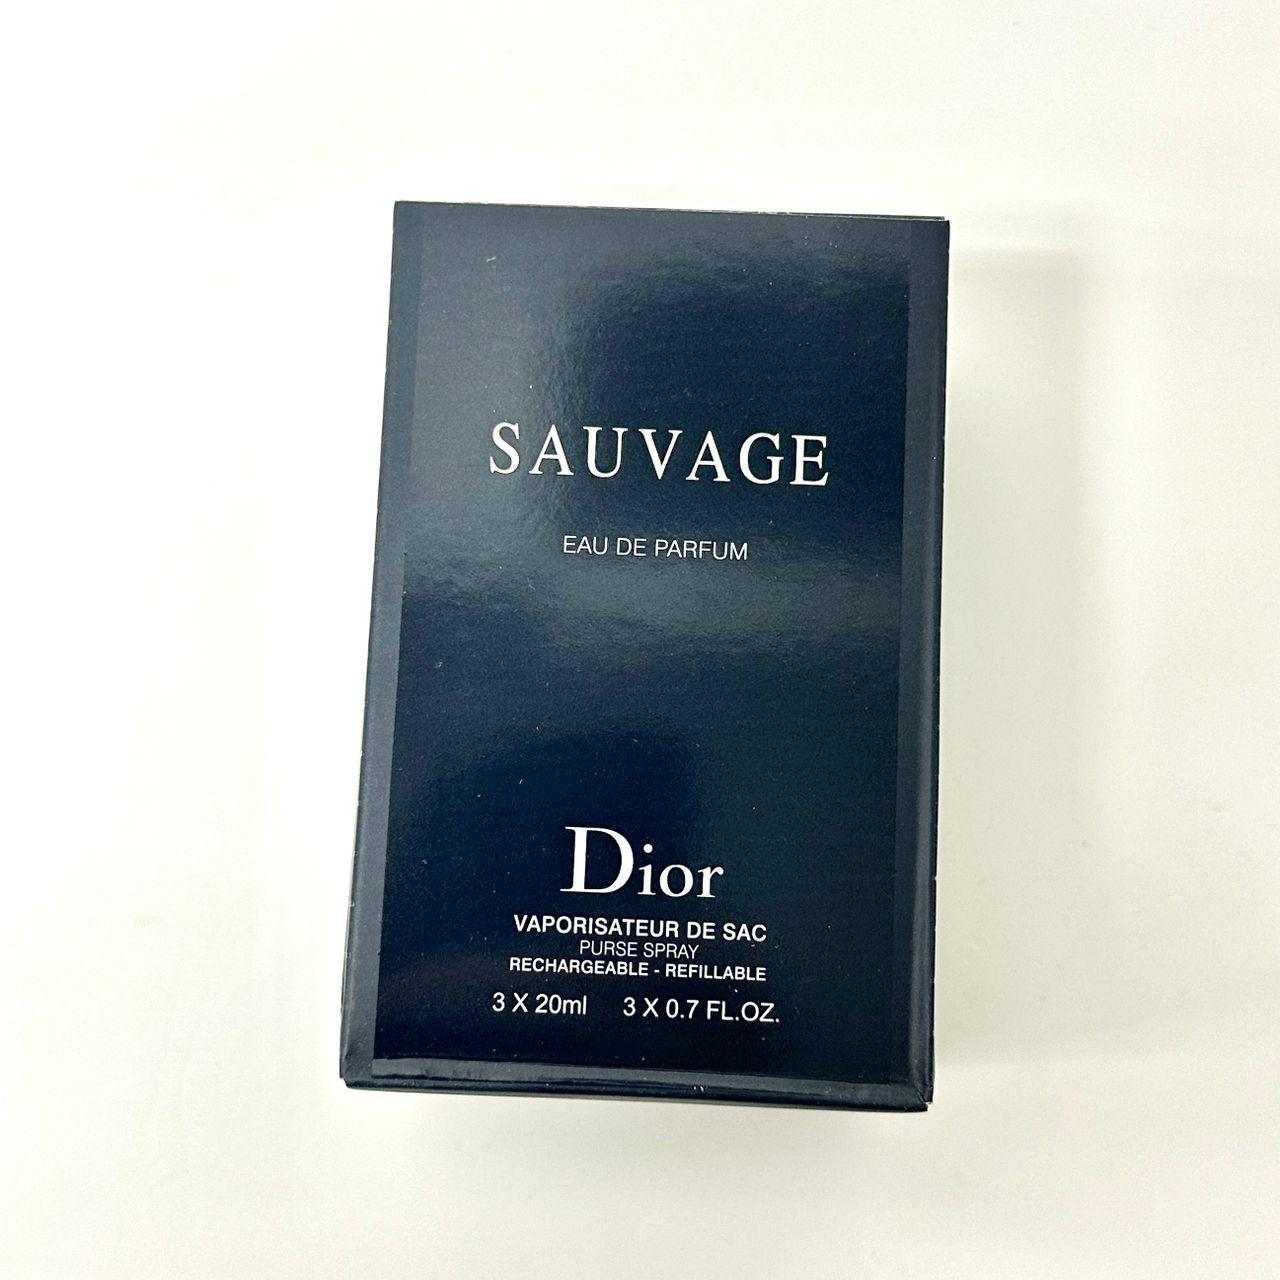 SAUVAGE
EAU DE PARFUM
Dior
VAPORISATEUR DE SAC
PURSE SPRAY
RECHARGEABLE - REFILLABLE
3 X 20ml 3 X 0.7 FL.OZ.